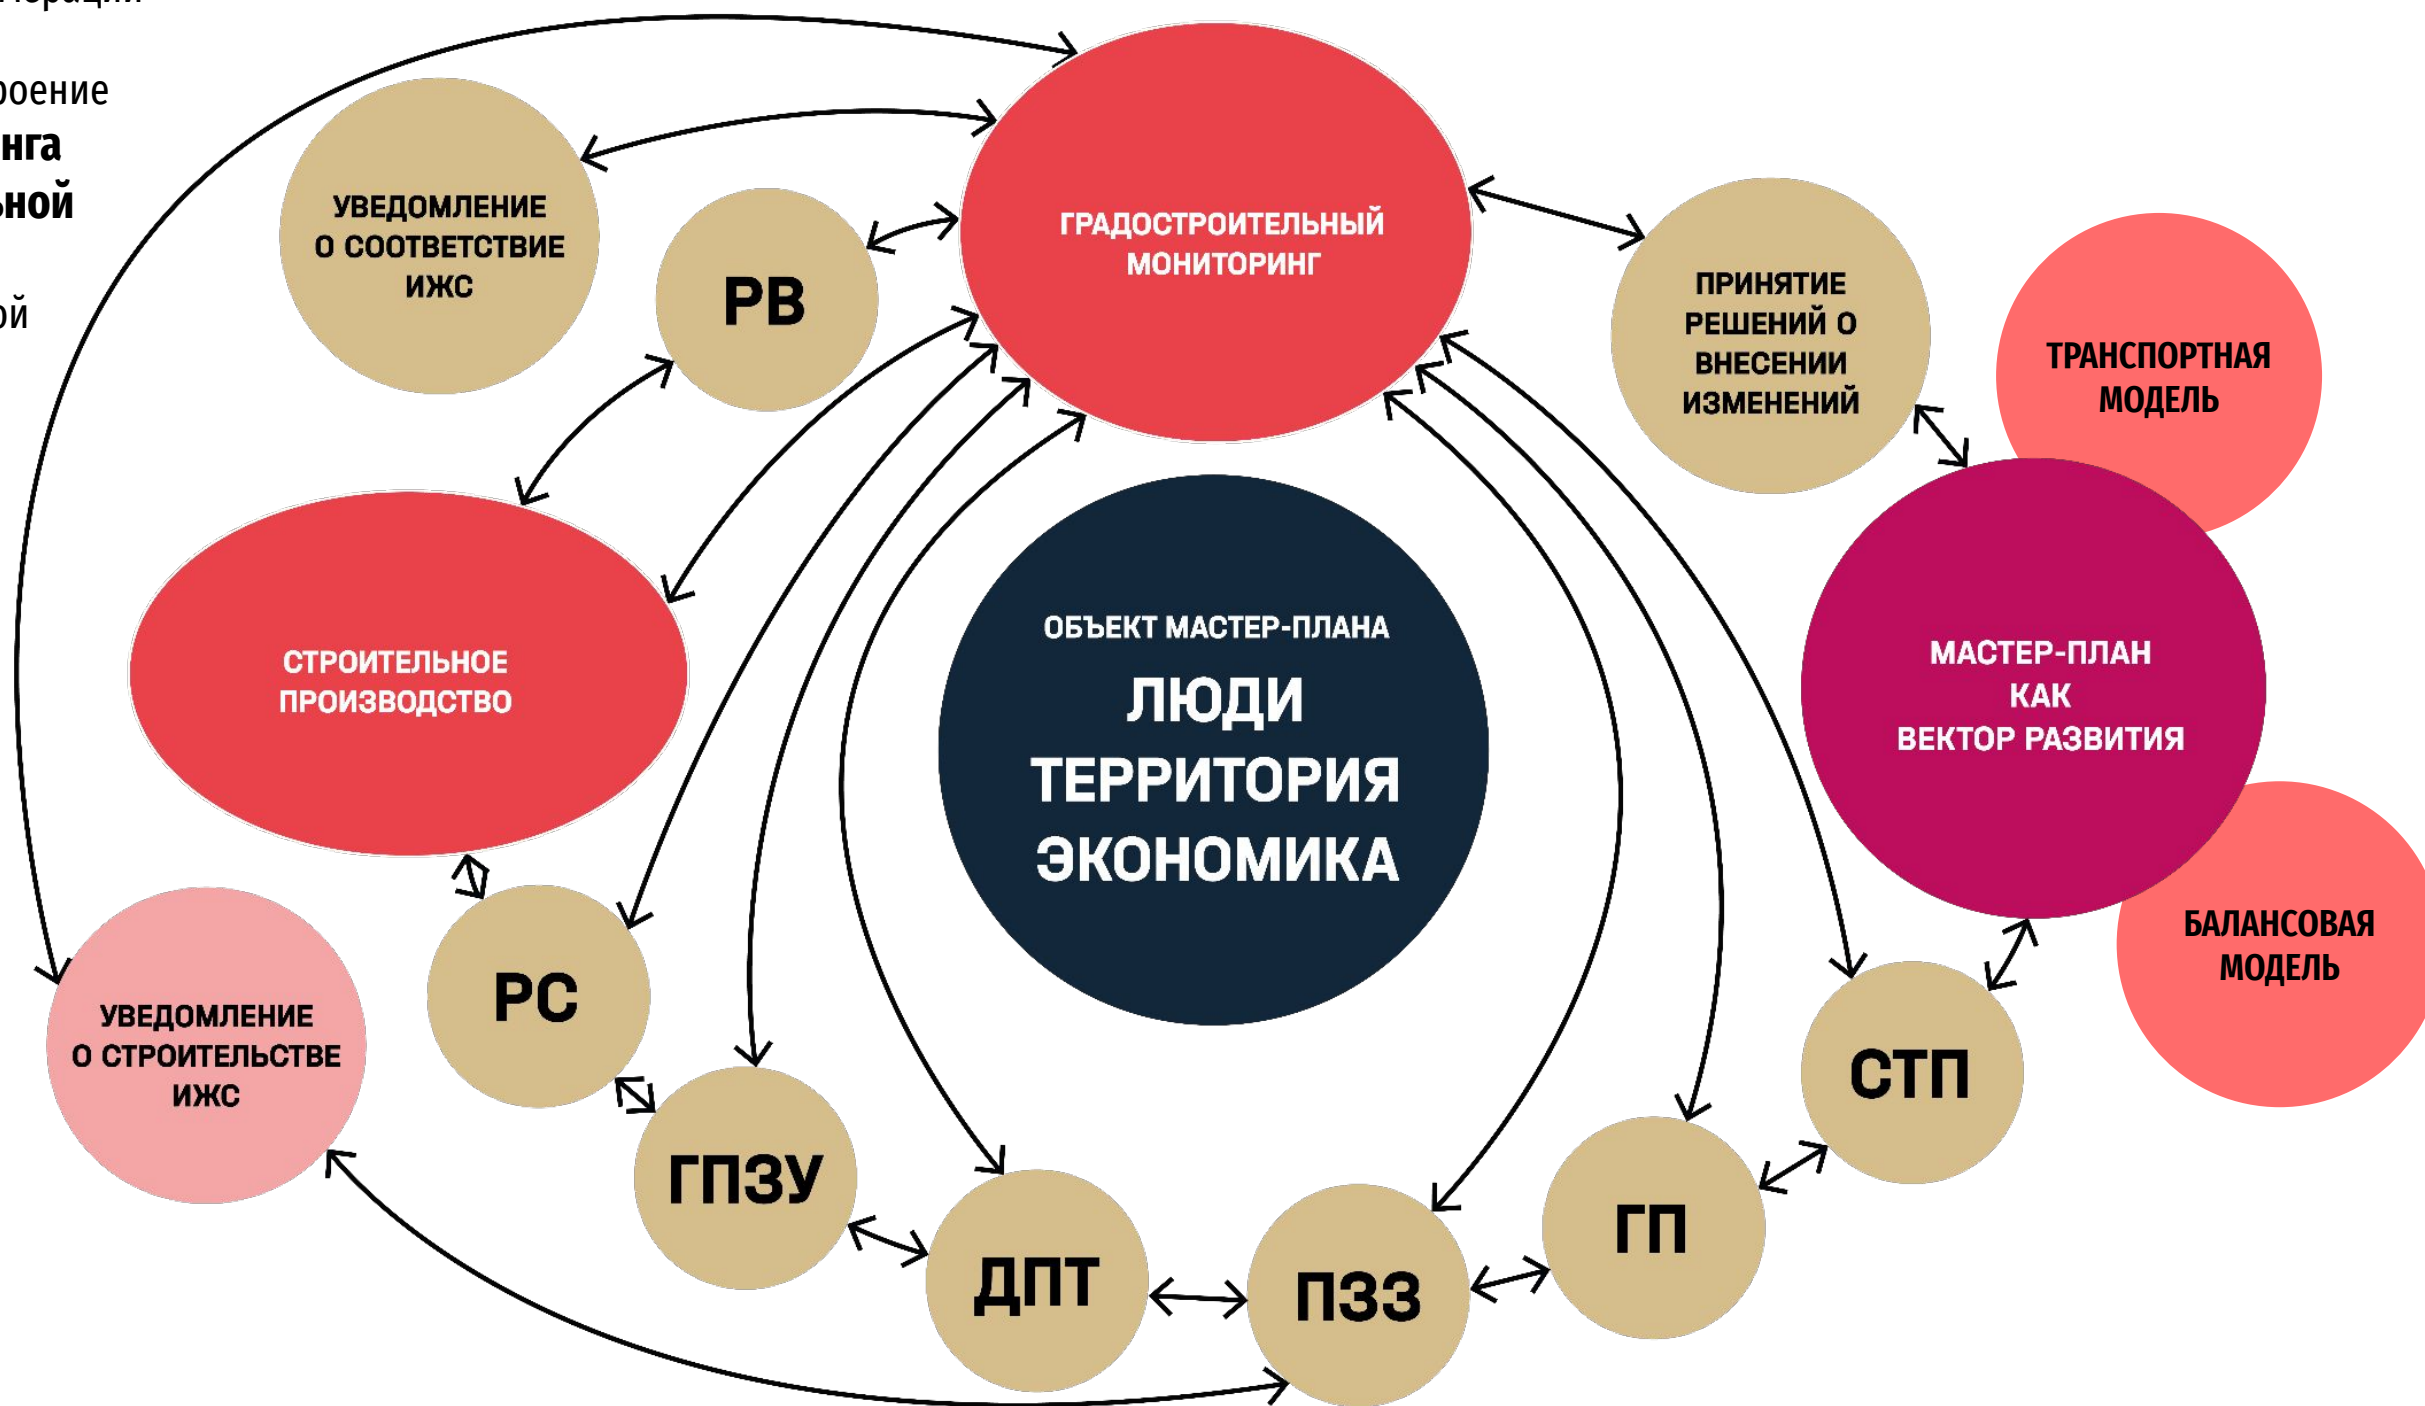 роение
нга
ьной
ой
УВЕДОМЛЕНИЕ
О СООТВЕТСТВИЕ
ИЖС
РВ
ГРАДОСТРОИТЕЛЬНЫЙ
МОНИТОРИНГ
ПРИНЯТИЕ
РЕШЕНИЙ О
ВНЕСЕНИИ
ИЗМЕНЕНИЙ
ТРАНСПОРТНАЯ
МОДЕЛЬ
СТРОИТЕЛЬНОЕ
ПРОИЗВОДСТВО
ОБЪЕКТ МАСТЕР-ПЛАНА
ЛЮДИ
ТЕРРИТОРИЯ
ЭКОНОМИКА
МАСТЕР-ПЛАН
КАК
ВЕКТОР РАЗВИТИЯ
БАЛАНСОВАЯ
МОДЕЛЬ
УВЕДОМЛЕНИЕ
О СТРОИТЕЛЬСТВЕ
ИЖС
РС
ГПЗУ
ДПТ
ПЗЗ
ГП
СТП